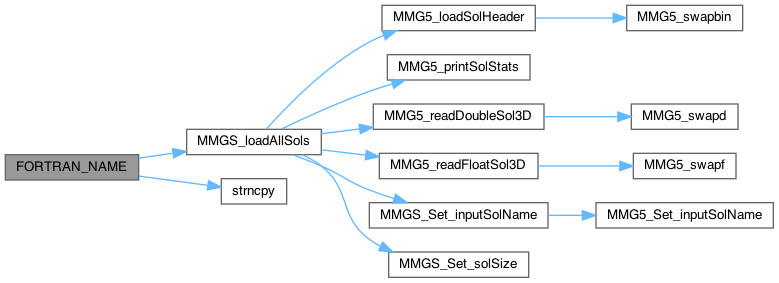 FORTRAN_NAME
MMGS_loadAllSols
strncpy
MMG5_loadSolHeader
MMG5_printSolStats
MMG5_readDoubleSol3D
MMG5_readFloatSol3D
MMGS_Set_inputSolName
MMGS_Set_solSize
MMG5_swapbin
MMG5_swapd
MMG5_swapf
MMG5_Set_inputSolName